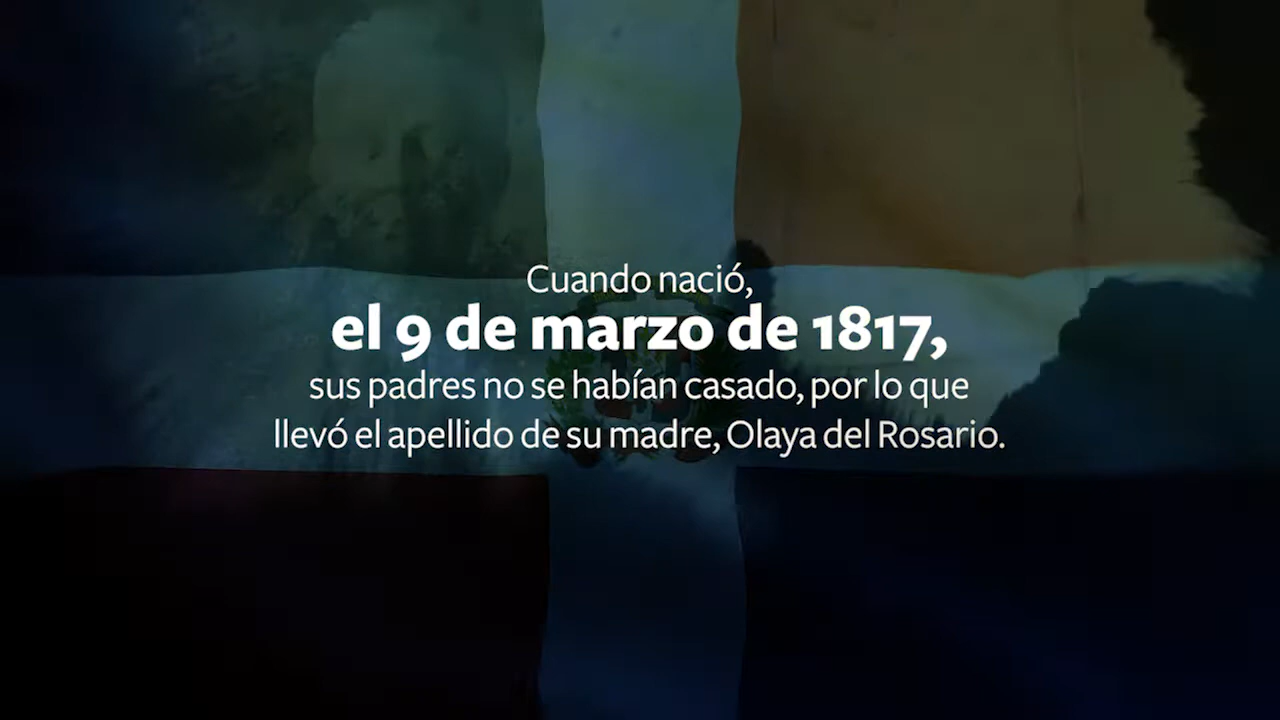 Cuando nació,
el 9 de marzo de 1817,
sus padres no se habían casado, por lo que
llevó el apellido de su madre, Olaya del Rosario.